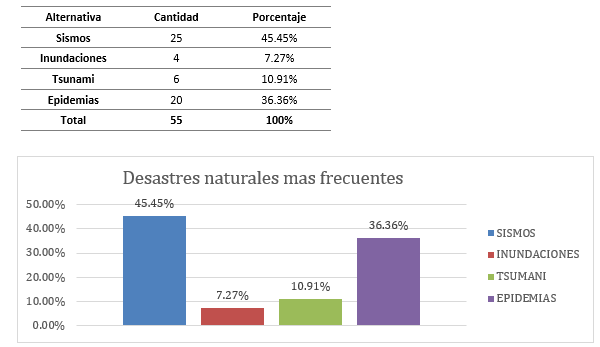 Alternativa Cantidad Porcentaje
Sismos 25 45.45%
Inundaciones 4 7.27%
Tsunami 6 10.91%
Epidemias 20 36.36%
Total 55 100%
Desastres naturales mas frecuentes
50.00%
40.00%
30.00%
20.00%
10.00%
0.00%
45.45%
7.27%
10.91%
36.36%
SISMOS
INUNDACIONES
TSUMANI
EPIDEMIAS